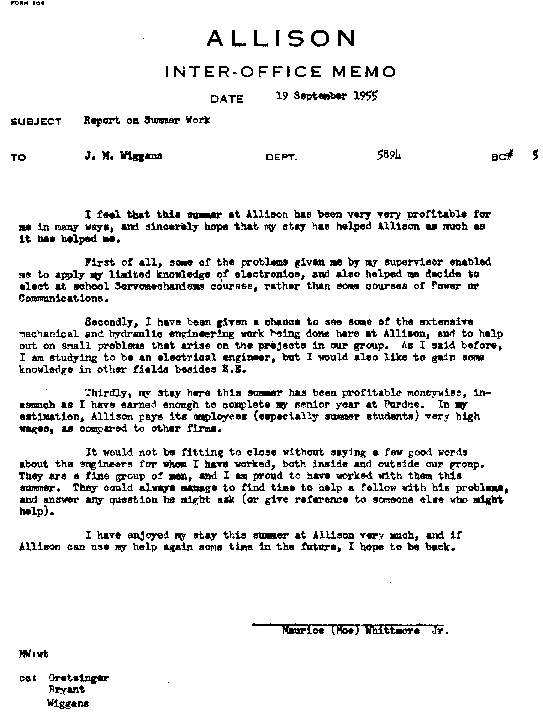 FORM 104
ALLISON
INTER-OFFICE MEMO
DATE 19 September 1955
SUBJECT Report on Summer Work
TO J. M. Wiggans DEPT. 5894 BC# 5
I feel that this summer at Allison has been very very profitable for
me in many ways, and sincerely hope that my stay has helped Allison as much as
it has helped me.
First of all, some of the problems given me by my supervisor enabled
me to apply my limited knowledge of electronics, and also helped me decide to
elect at school Servomechanisms courses, rather than some courses of Power or
Communications.
Secondly, I have been given a chance to see some of the extensive
mechanical and hydraulic engineering work being done here at Allison, and to help
out on small problems that arise on the projects in our group. As I said before,
I am studying to be an electrical engineer, but I would also like to gain some
knowledge in other fields besides E.E.
Thirdly, my stay here this summer has been profitable moneywise, in-
asmuch as I have earned enough to complete my senior year at Purdue. In my
estimation, Allison pays its employees (especially summer students) very high
wages, as compared to other firms.
It would not be fitting to close without saying a few good words
about the engineers for whom I have worked, both inside and outside our group.
They are a fine group of men, and I am proud to have worked with them this
summer. They could always manage to find time to help a fellow with his problems,
and answer any question he might ask (or give reference to someone else who might
help).
I have enjoyed my stay this summer at Allison very much, and if
Allison can use my help again some time in the future, I hope to be back.
Maurice (Moe) Whittmore Jr.
MW:wt
cc: Gretzinger
Bryant
Wiggans